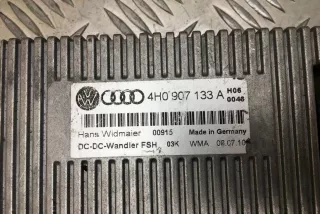 4H0 907 133 A H06
0046
Hans Widmaier 00915 Made in Germany
DC-DC-Wandler FSH 03K WMA 08.07.10